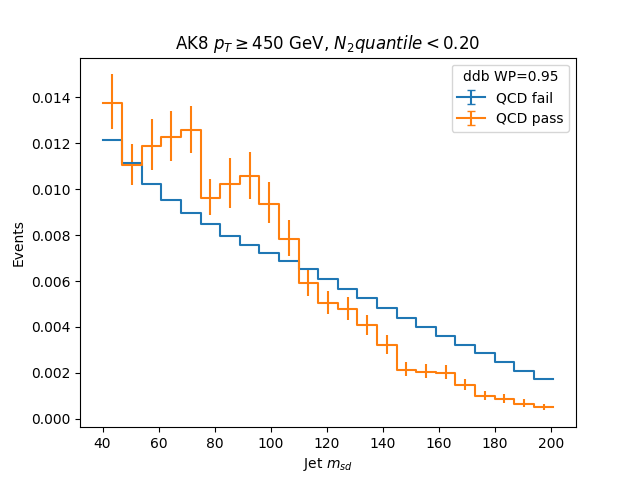 AK8 $p_T \geq 450$ GeV, $N_2quantile < 0.20$
ddb WP=0.95
QCD fail
QCD pass
Events
0.014
0.012
0.010
0.008
0.006
0.004
0.002
0.000
40 60 80 100 120 140 160 180 200
Jet $m_{sd}$